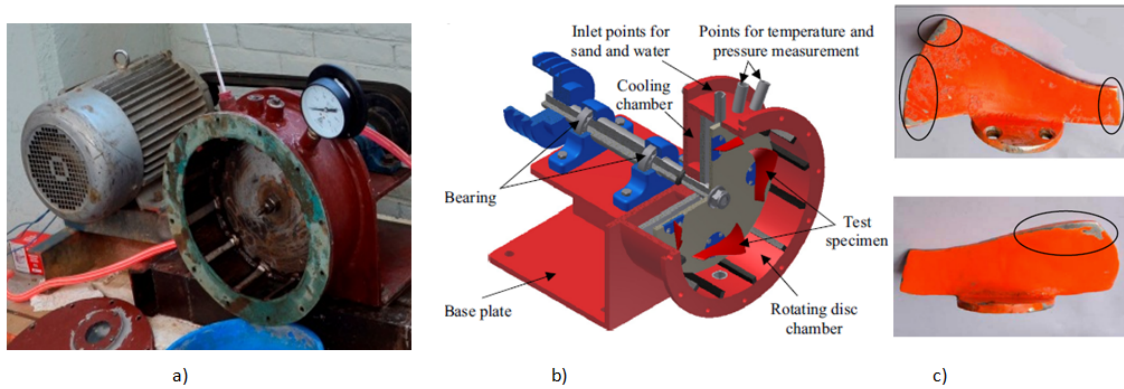 Inlet points for
sand and water
Points for temperature and
pressure measurement
Cooling
chamber
Bearing
Test
specimen
Base plate
Rotating disc
chamber
a)
b)
c)